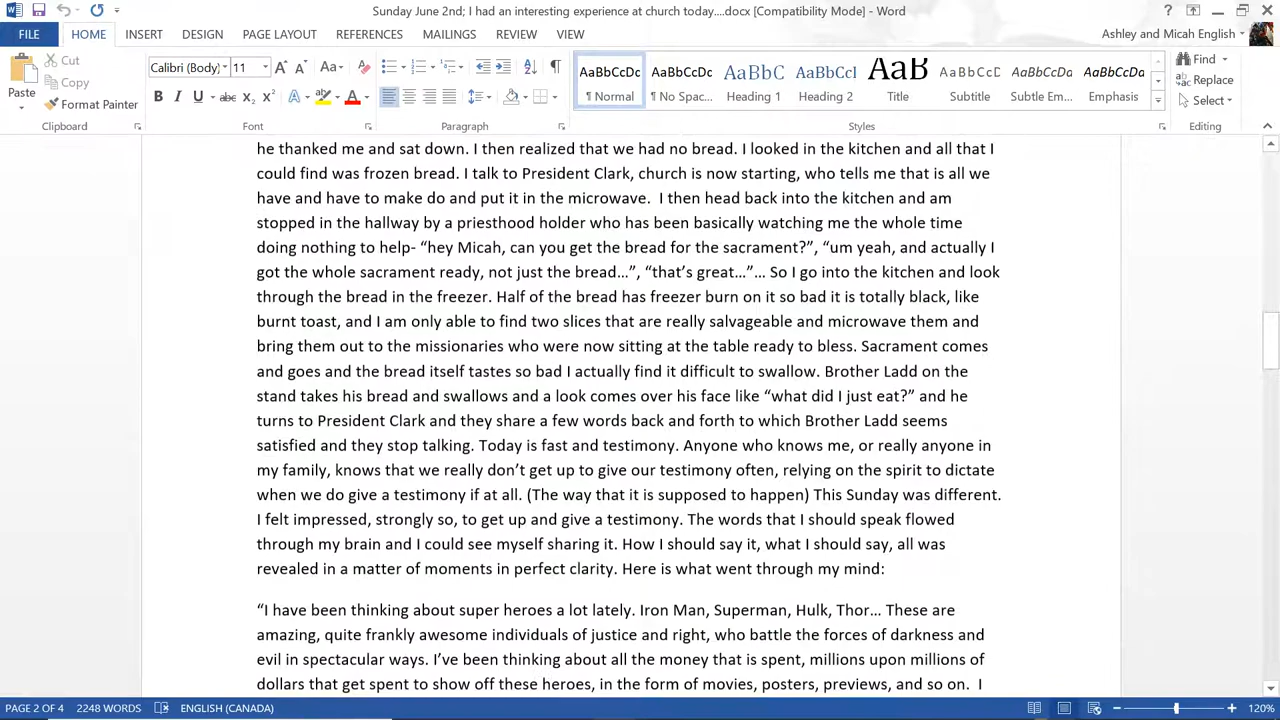 Sunday June 2nd; I had an interesting experience at church today....docx [Compatibility Mode] - Word
FILE HOME INSERT DESIGN PAGE LAYOUT REFERENCES MAILINGS REVIEW VIEW Ashley and Micah English
Paste
Cut
Copy
Format Painter
Clipboard
Calibri (Body) 11
Font
Paragraph
AaBbCcDc AaBbCcDc AaBbC AaBbCcI AaB AaBbCcD AaBbCcDc AaBbCcDc
¶ Normal ¶ No Spac... Heading 1 Heading 2 Title Subtitle Subtle Em... Emphasis
Styles
Find
Replace
Select
Editing
he thanked me and sat down. I then realized that we had no bread. I looked in the kitchen and all that I
could find was frozen bread. I talk to President Clark, church is now starting, who tells me that is all we
have and have to make do and put it in the microwave.  I then head back into the kitchen and am
stopped in the hallway by a priesthood holder who has been basically watching me the whole time
doing nothing to help- “hey Micah, can you get the bread for the sacrament?”, “um yeah, and actually I
got the whole sacrament ready, not just the bread…”, “that’s great…”… So I go into the kitchen and look
through the bread in the freezer. Half of the bread has freezer burn on it so bad it is totally black, like
burnt toast, and I am only able to find two slices that are really salvageable and microwave them and
bring them out to the missionaries who were now sitting at the table ready to bless. Sacrament comes
and goes and the bread itself tastes so bad I actually find it difficult to swallow. Brother Ladd on the
stand takes his bread and swallows and a look comes over his face like “what did I just eat?” and he
turns to President Clark and they share a few words back and forth to which Brother Ladd seems
satisfied and they stop talking. Today is fast and testimony. Anyone who knows me, or really anyone in
my family, knows that we really don’t get up to give our testimony often, relying on the spirit to dictate
when we do give a testimony if at all. (The way that it is supposed to happen) This Sunday was different.
I felt impressed, strongly so, to get up and give a testimony. The words that I should speak flowed
through my brain and I could see myself sharing it. How I should say it, what I should say, all was
revealed in a matter of moments in perfect clarity. Here is what went through my mind:
“I have been thinking about super heroes a lot lately. Iron Man, Superman, Hulk, Thor… These are
amazing, quite frankly awesome individuals of justice and right, who battle the forces of darkness and
evil in spectacular ways. I’ve been thinking about all the money that is spent, millions upon millions of
dollars that get spent to show off these heroes, in the form of movies, posters, previews, and so on.  I
PAGE 2 OF 4 2248 WORDS ENGLISH (CANADA) 120%